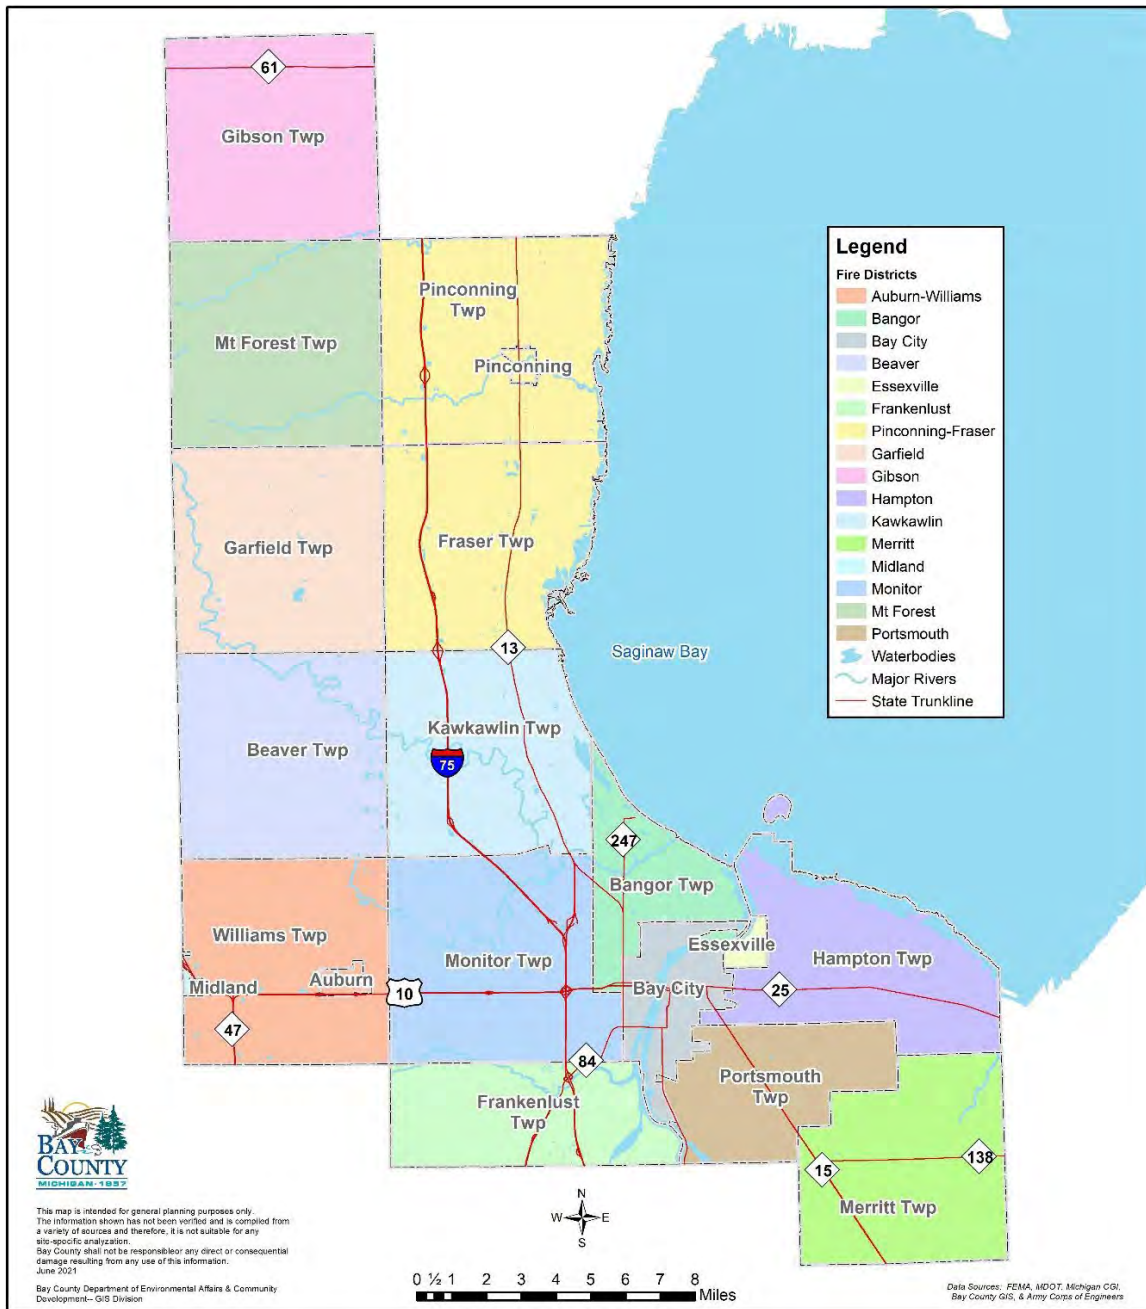 61
Gibson Twp
Mt Forest Twp
Pinconning
Twp
Pinconning
Garfield Twp
Fraser Twp
13
Saginaw Bay
Beaver Twp
Kawkawlin Twp
75
247
Bangor Twp
Williams Twp
Essexville
Monitor Twp
Hampton Twp
Midland
Auburn
10
Bay City
25
47
84
Portsmouth
Twp
Frankenlust
Twp
138
15
Merritt Twp
Legend
Fire Districts
Auburn-Williams
Bangor
Bay City
Beaver
Essexville
Frankenlust
Pinconning-Fraser
Garfield
Gibson
Hampton
Kawkawlin
Merritt
Midland
Monitor
Mt Forest
Portsmouth
Waterbodies
Major Rivers
State Trunkline
BAY
COUNTY
MICHIGAN·1857
This map is intended for general planning purposes only.
The information shown has not been verified and is compiled from
a variety of sources and therefore, it is not suitable for any
site-specific analyzation.
Bay County shall not be responsibleor any direct or consequential
damage resulting from any use of this information.
June 2021
Bay County Department of Environmental Affairs & Community
Development-- GIS Division
N
W E
S
0 ½ 1 2 3 4 5 6 7 8
Miles
Data Sources: FEMA, MDOT, Michigan CGI,
Bay County GIS, & Army Corps of Engineers